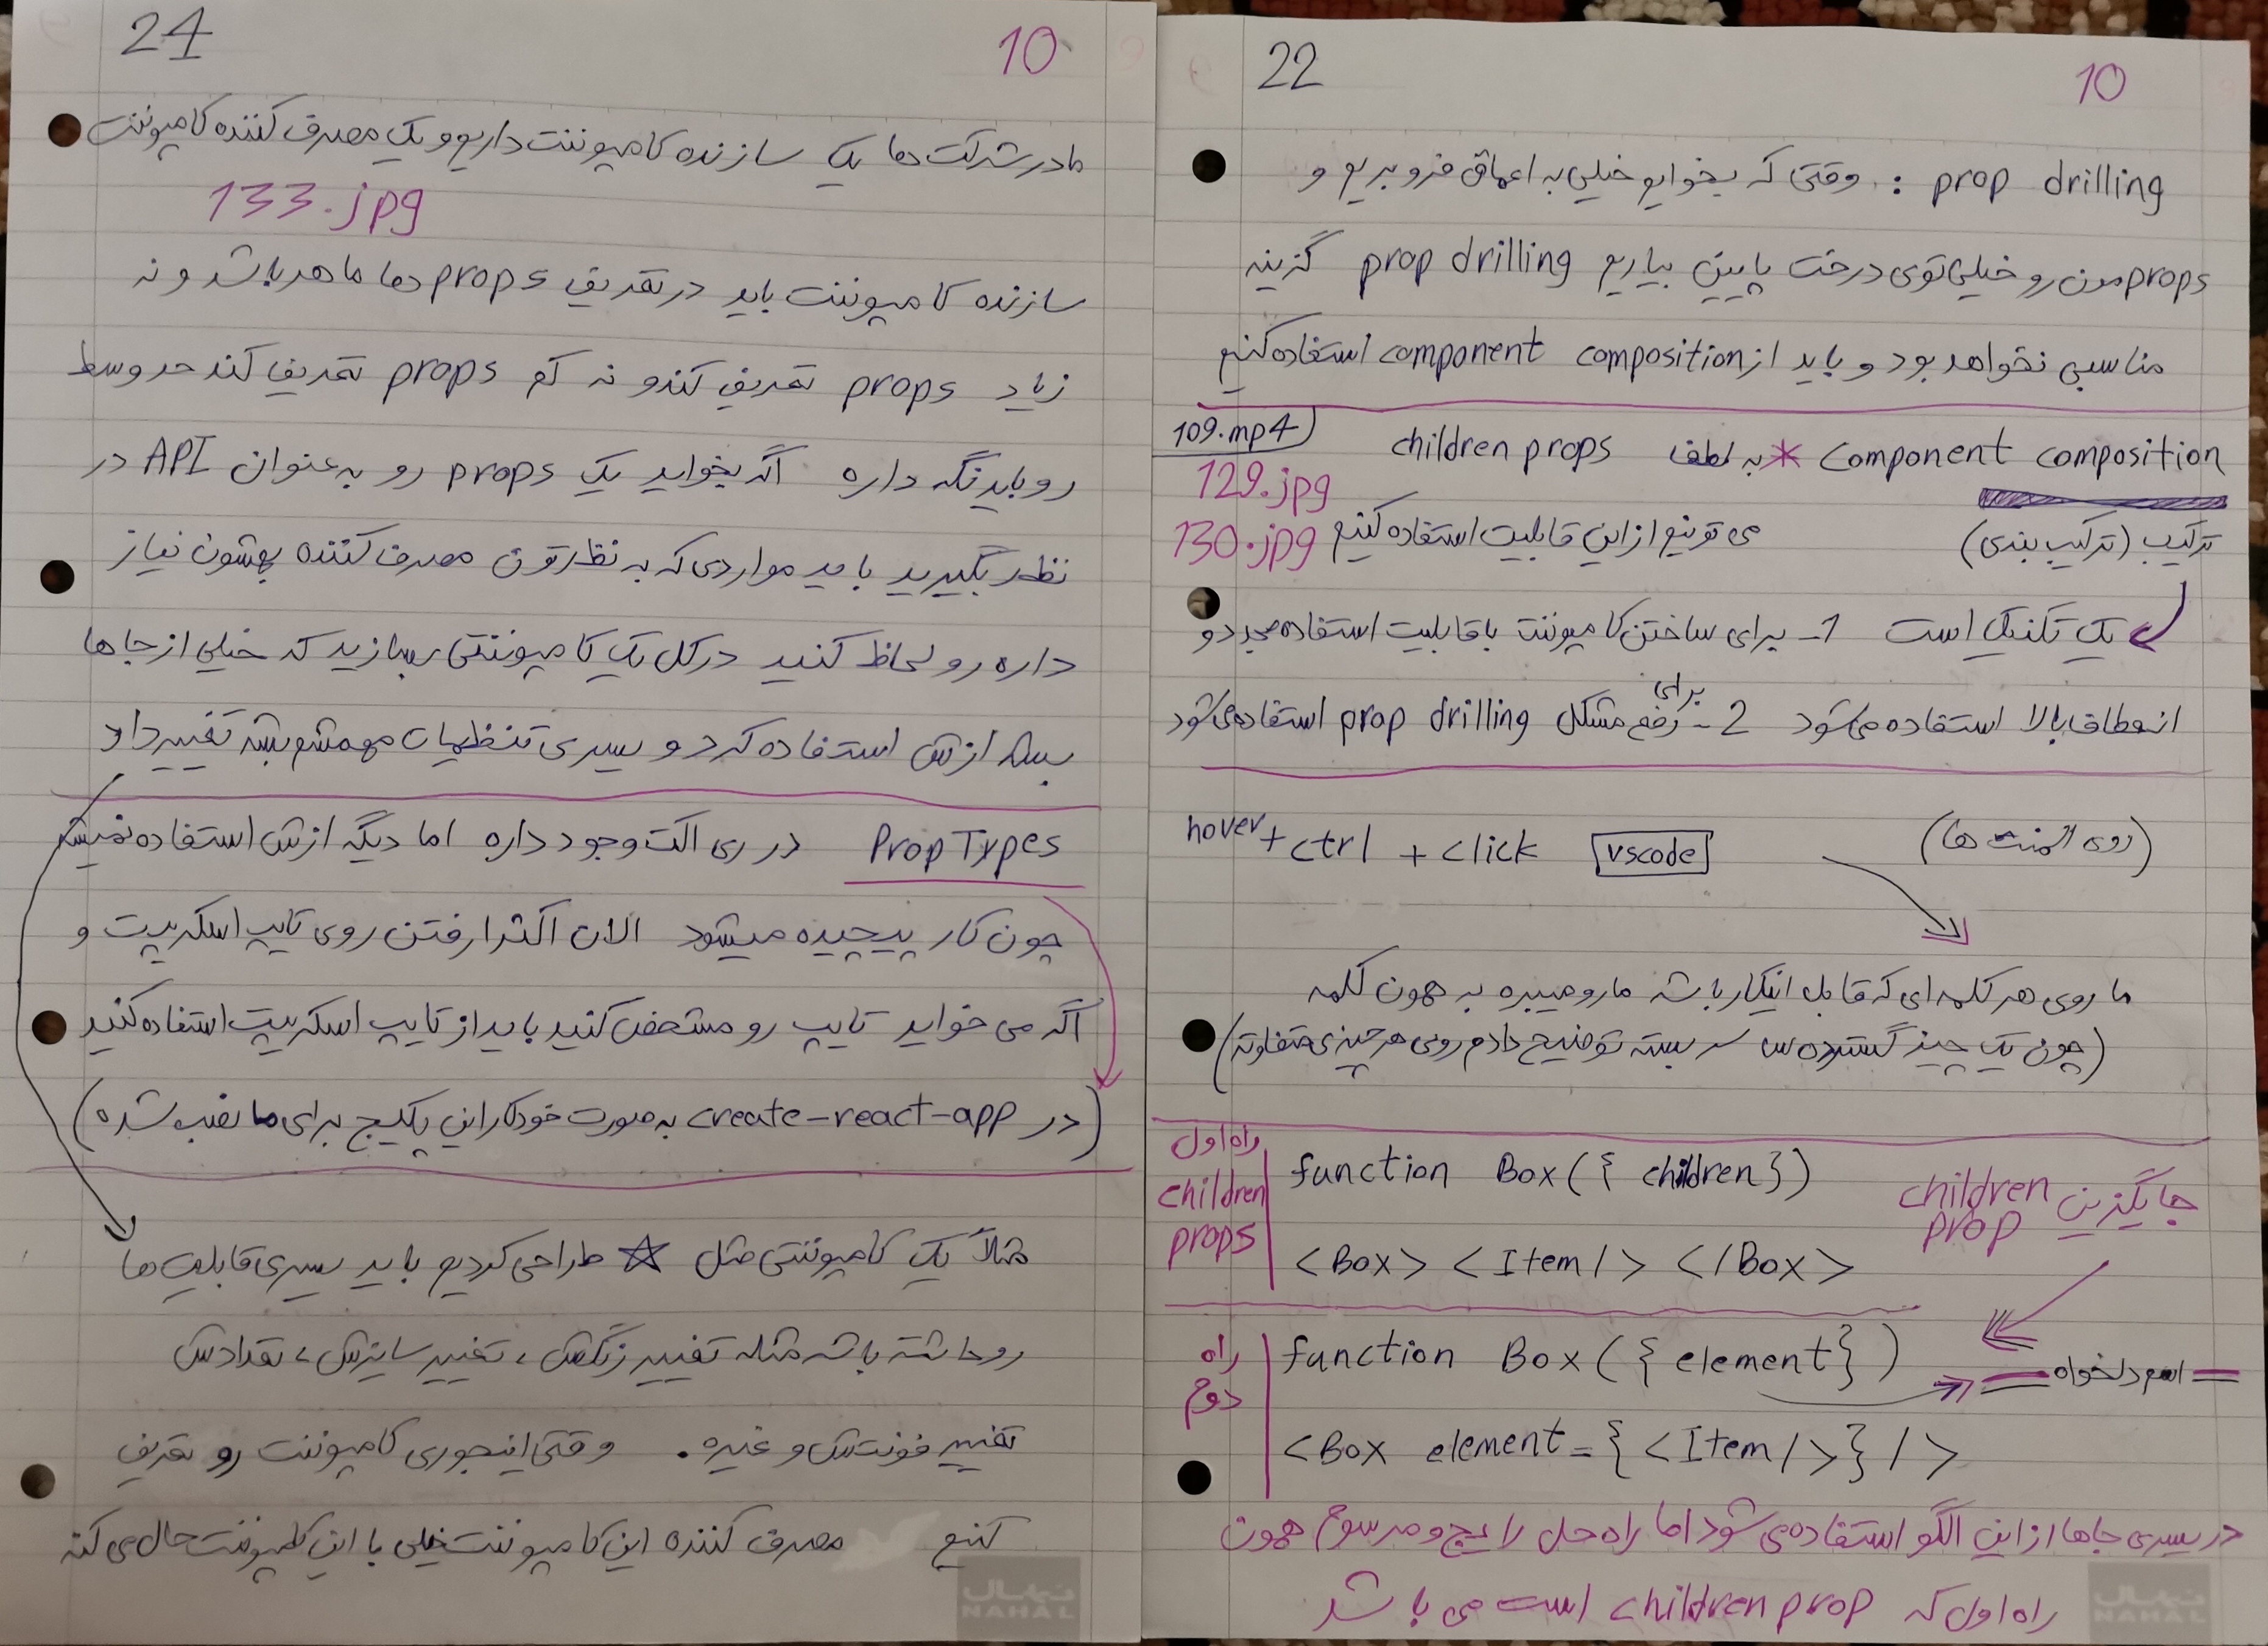 22
10
prop drilling : وقتی که بخوایم خیلی به اعماق فرو بریم و
props مون رو خیلی توی درخت پایین بیاریم prop drilling گزینه
مناسبی نخواهد بود و باید از component composition استفاده کنیم
109.mp4
Component composition * به لطف children props
129.jpg
ترکیب (ترکیب بندی) می تونیم از این قابلیت استفاده کنیم
130.jpg
یک تکنیک است 1- برای ساختن کامپوننت با قابلیت استفاده مجدد و
انعطاف بالا استفاده می شود 2- برای رفع مشکل prop drilling استفاده می شود
hover + ctrl + click vscode (روی المنت ها)
ما روی هر کلمه ای که قابل اینکار باشه مارو میبره به همون کلمه
(چون یک چیز گسترده س سر بسته توضیح دادم روی هر چیزی متفاوته)
راه اول
children props
function Box({ children})
<Box> <Item/> </Box>
جایگزین children prop
راه دوم
function Box({ element})
= اسم دلخواه =
<Box element={<Item/>} />
در یسری جاها از این الگو استفاده می شود اما راه حل رایج و مرسوم همون
راه اول که children prop است می باشد
NAHAL
نهال
24
10
ما در شرکت ها یک سازنده کامپوننت داریم و یک مصرف کننده کامپوننت
133.jpg
سازنده کامپوننت باید در تعریف props ها ماهر باشد و نه
زیاد props تعریف کند و نه کم props تعریف کند حد وسط
رو باید نگه داره اگه بخواید یک props رو به عنوان API در
نظر بگیرید باید مواردی که به نظرتون مصرف کننده بهشون نیاز
داره رو لحاظ کنید در کل یک کامپوننتی بسازید که خیلی از جاها
بشه ازش استفاده کرد و یسری تنظیمات مهمشم بشه تغییر داد
PropTypes در ری اکت وجود داره اما دیگه ازش استفاده نمیشه
چون کار پیچیده میشود الان اکثرا رفتن روی تایپ اسکریپت و
اگه می خواید تایپ رو مشخص کنید باید از تایپ اسکریپت استفاده کنید
(در create-react-app به صورت خودکار این پکیج برای ما نصب شده)
مثلاً یک کامپوننتی مثل ☆ طراحی کردیم باید یسری قابلیت ها
رو داشته باشه مثله تغییر رنگش، تغییر سایزش، تعدادش
تغییر فونتش و غیره. وقتی اینجوری کامپوننت رو تعریف
کنیم مصرف کننده این کامپوننت خیلی با این کامپوننت حال می کنه
نهال
NAHAL